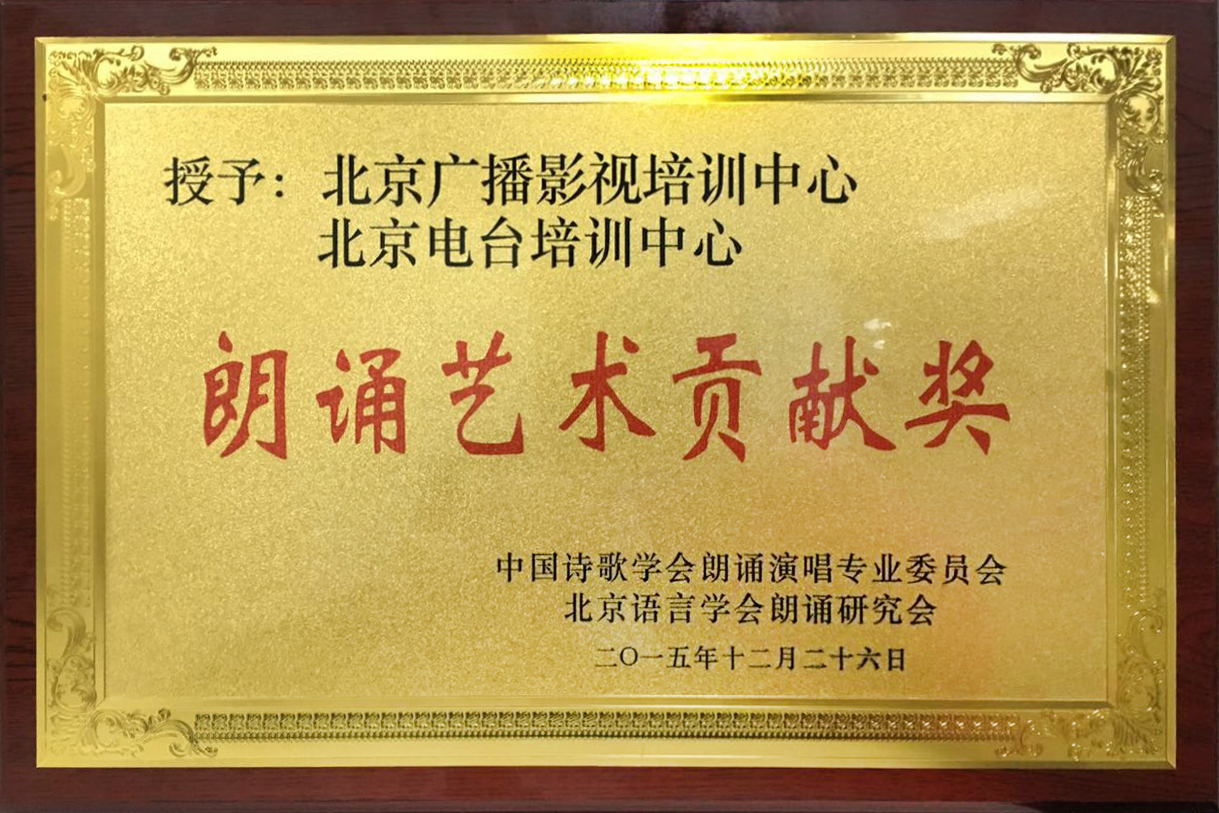 授予：北京广播影视培训中心
北京电台培训中心
朗诵艺术贡献奖
中国诗歌学会朗诵演唱专业委员会
北京语言学会朗诵研究会
二〇一五年十二月二十六日